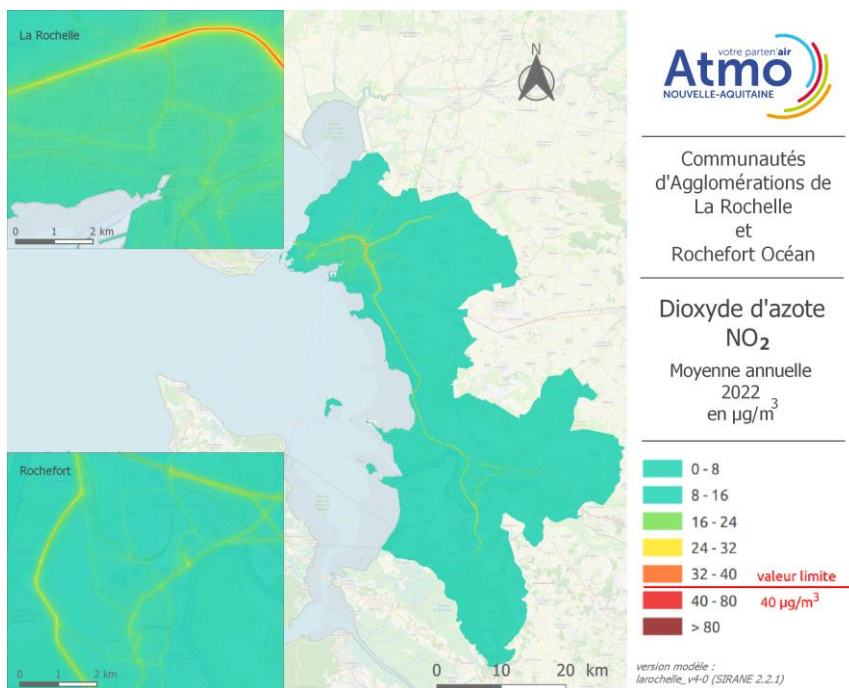 La Rochelle
0 1 2 km
Rochefort
0 1 2 km
N
0 10 20 km
votre parten'air
Atmo
NOUVELLE-AQUITAINE
Communautés
d'Agglomérations de
La Rochelle
et
Rochefort Océan
Dioxyde d'azote
NO₂
Moyenne annuelle
2022
en µg/m³
0 - 8
8 - 16
16 - 24
24 - 32
32 - 40 valeur limite
40 - 80 40 µg/m³
> 80
version modèle :
larochelle_v4-0 (SIRANE 2.2.1)